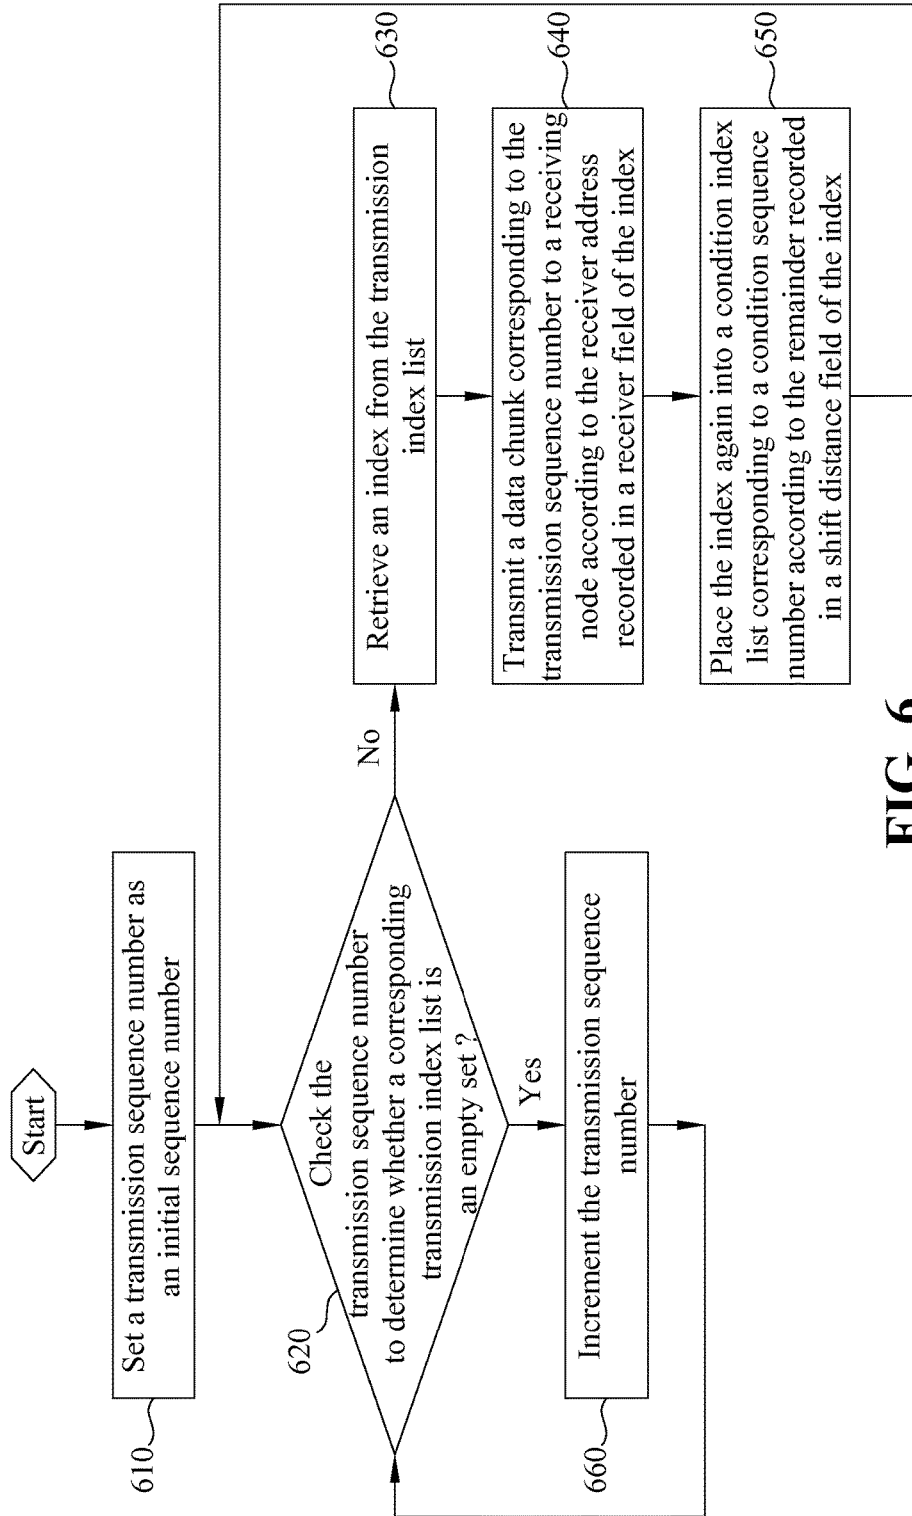 Start
Set a transmission sequence number as
an initial sequence number
610
Check the
transmission sequence number
to determine whether a corresponding
transmission index list is
an empty set ?
620
No
Yes
Retrieve an index from the transmission
index list
630
Transmit a data chunk corresponding to the
transmission sequence number to a receiving
node according to the receiver address
recorded in a receiver field of the index
640
Place the index again into a condition index
list corresponding to a condition sequence
number according to the remainder recorded
in a shift distance field of the index
650
Increment the transmission sequence
number
660
FIG. 6